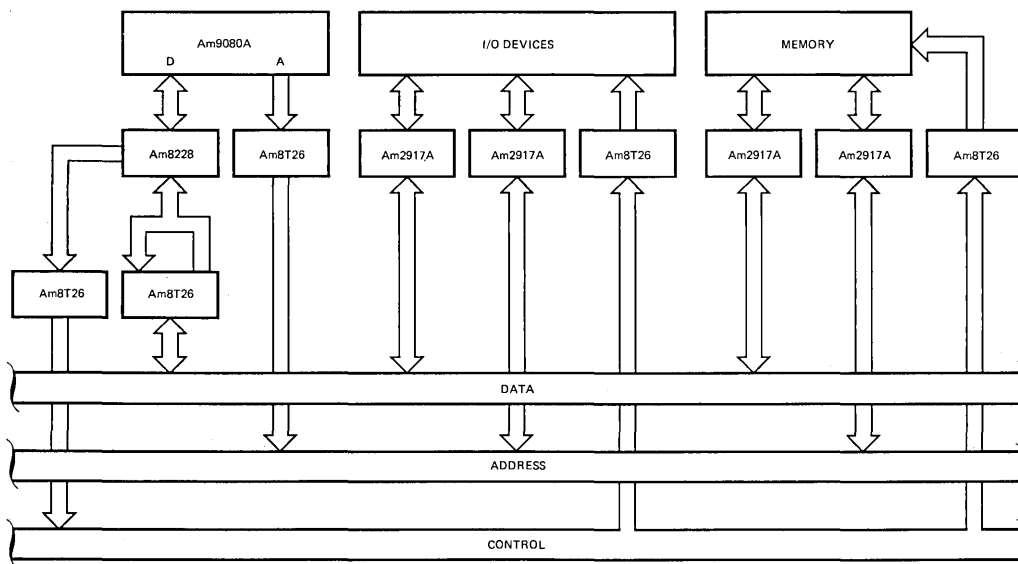 Am9080A
D A
I/O DEVICES
MEMORY
Am8228
Am8T26
Am2917A
Am2917A
Am8T26
Am2917A
Am2917A
Am8T26
Am8T26
Am8T26
DATA
ADDRESS
CONTROL